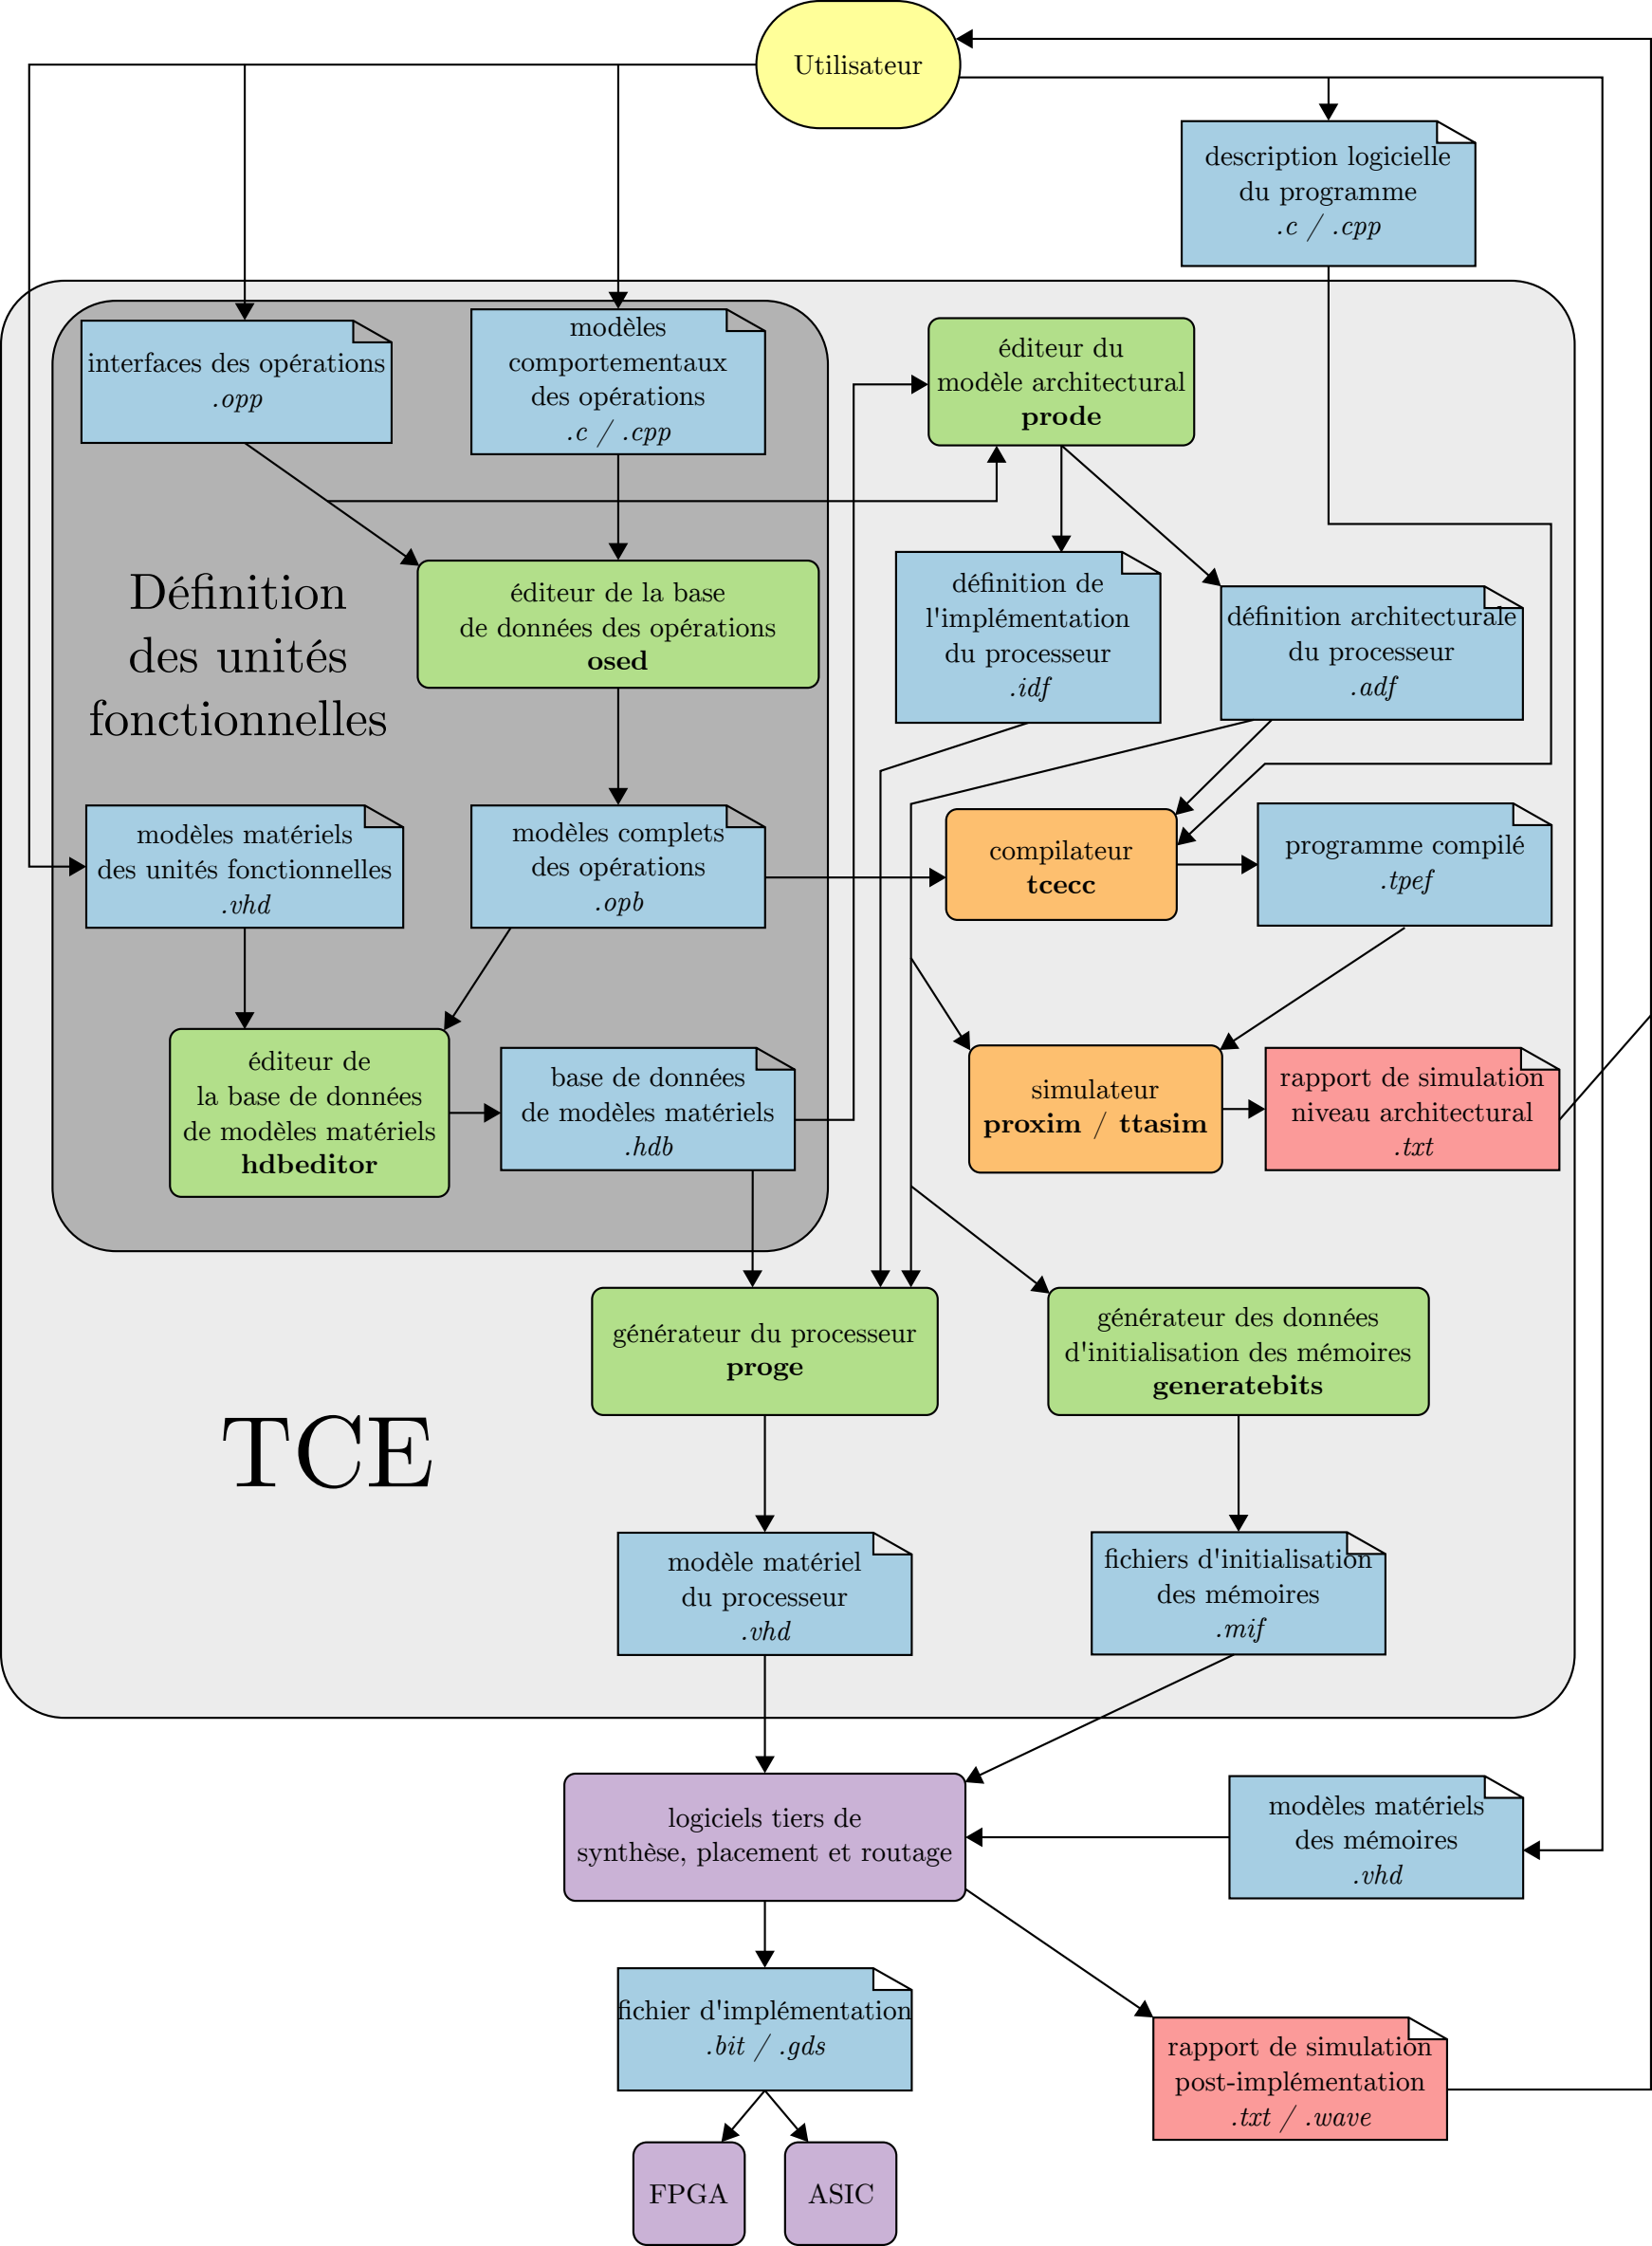 Utilisateur
description logicielle
du programme
.c / .cpp
interfaces des opérations
.opp
modèles
comportementaux
des opérations
.c / .cpp
éditeur du
modèle architectural
prode
Définition
des unités
fonctionnelles
éditeur de la base
de données des opérations
osed
définition de
l'implémentation
du processeur
.idf
définition architecturale
du processeur
.adf
modèles matériels
des unités fonctionnelles
.vhd
modèles complets
des opérations
.opb
compilateur
tcecc
programme compilé
.tpef
éditeur de
la base de données
de modèles matériels
hdbeditor
base de données
de modèles matériels
.hdb
simulateur
proxim / ttasim
rapport de simulation
niveau architectural
.txt
générateur du processeur
proge
générateur des données
d'initialisation des mémoires
generatebits
TCE
modèle matériel
du processeur
.vhd
fichiers d'initialisation
des mémoires
.mif
logiciels tiers de
synthèse, placement et routage
modèles matériels
des mémoires
.vhd
fichier d'implémentation
.bit / .gds
rapport de simulation
post-implémentation
.txt / .wave
FPGA
ASIC